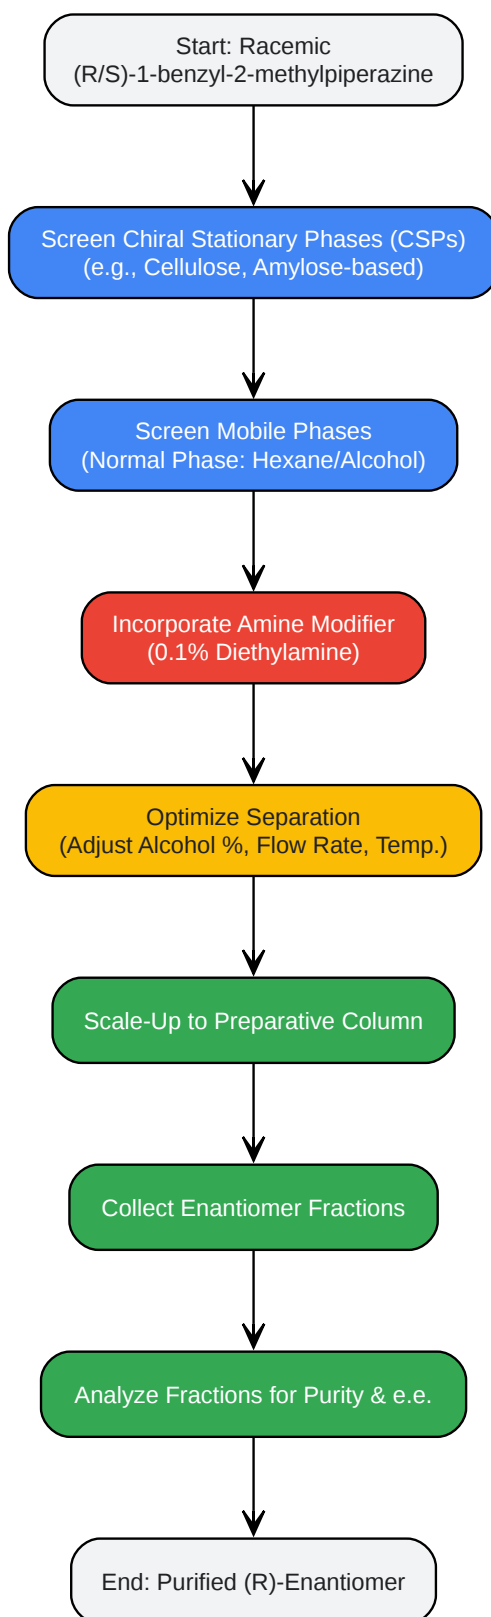 Start: Racemic
(R/S)-1-benzyl-2-methylpiperazine
Screen Chiral Stationary Phases (CSPs)
(e.g., Cellulose, Amylose-based)
Screen Mobile Phases
(Normal Phase: Hexane/Alcohol)
Incorporate Amine Modifier
(0.1% Diethylamine)
Optimize Separation
(Adjust Alcohol %, Flow Rate, Temp.)
Scale-Up to Preparative Column
Collect Enantiomer Fractions
Analyze Fractions for Purity & e.e.
End: Purified (R)-Enantiomer